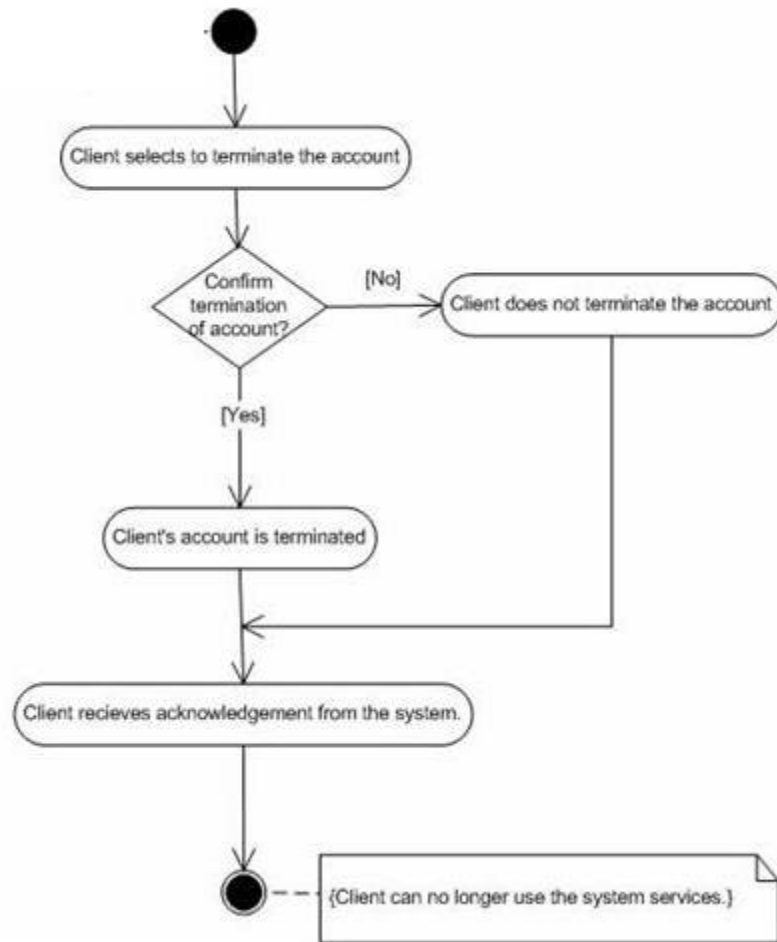 Client selects to terminate the account
Confirm
termination
of account?
[No]
Client does not terminate the account
[Yes]
Client's account is terminated
Client recieves acknowledgement from the system.
{Client can no longer use the system services.}